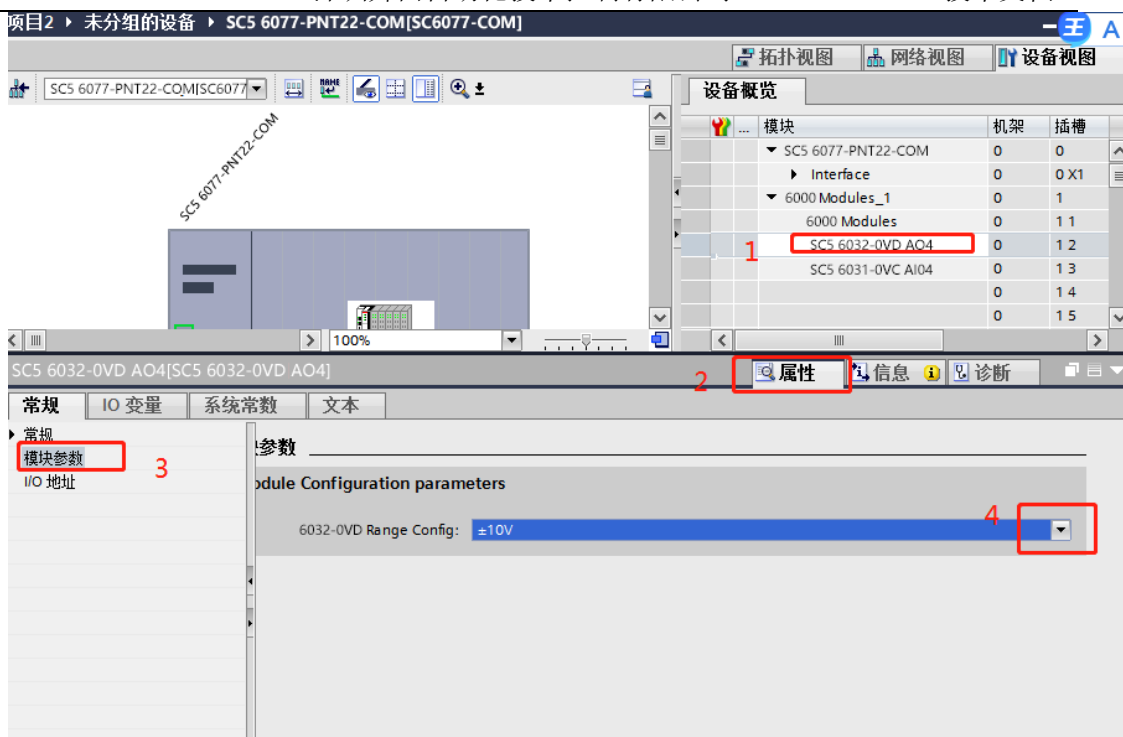 项目2 ▸ 未分组的设备 ▸ SC5 6077-PNT22-COM[SC6077-COM]
王 A
拓扑视图 网络视图 设备视图
SC5 6077-PNT22-COM[SC6077
设备概览
... 模块 机架 插槽
SC5 6077-PNT22-COM 0 0
Interface 0 0 X1
6000 Modules_1 0 1
6000 Modules 0 1 1
1 SC5 6032-0VD AO4 0 1 2
SC5 6031-0VC AI04 0 1 3
0 1 4
0 1 5
SC5 6077-PNT22-COM
100%
SC5 6032-0VD AO4[SC5 6032-0VD AO4]
2 属性 信息 诊断
常规 IO 变量 系统常数 文本
常规
模块参数
3
I/O 地址
参数
odule Configuration parameters
6032-0VD Range Config: ±10V
4